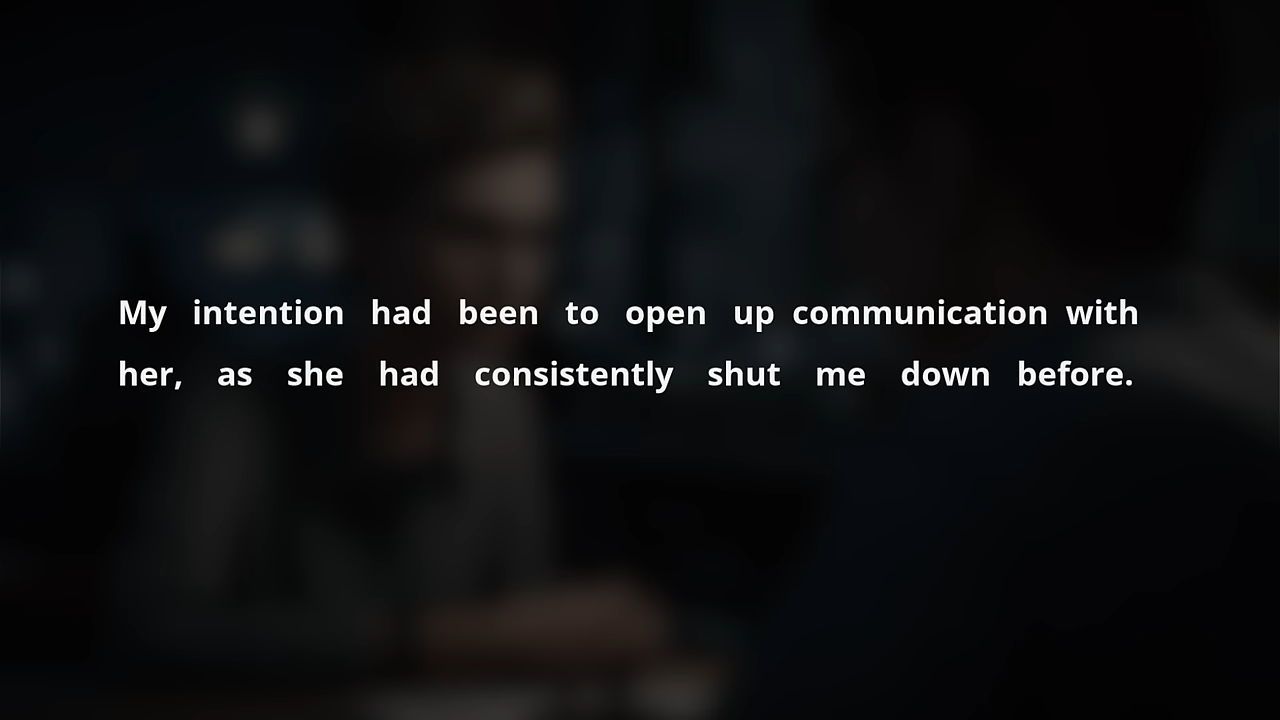 My intention had been to open up communication with
her, as she had consistently shut me down before.